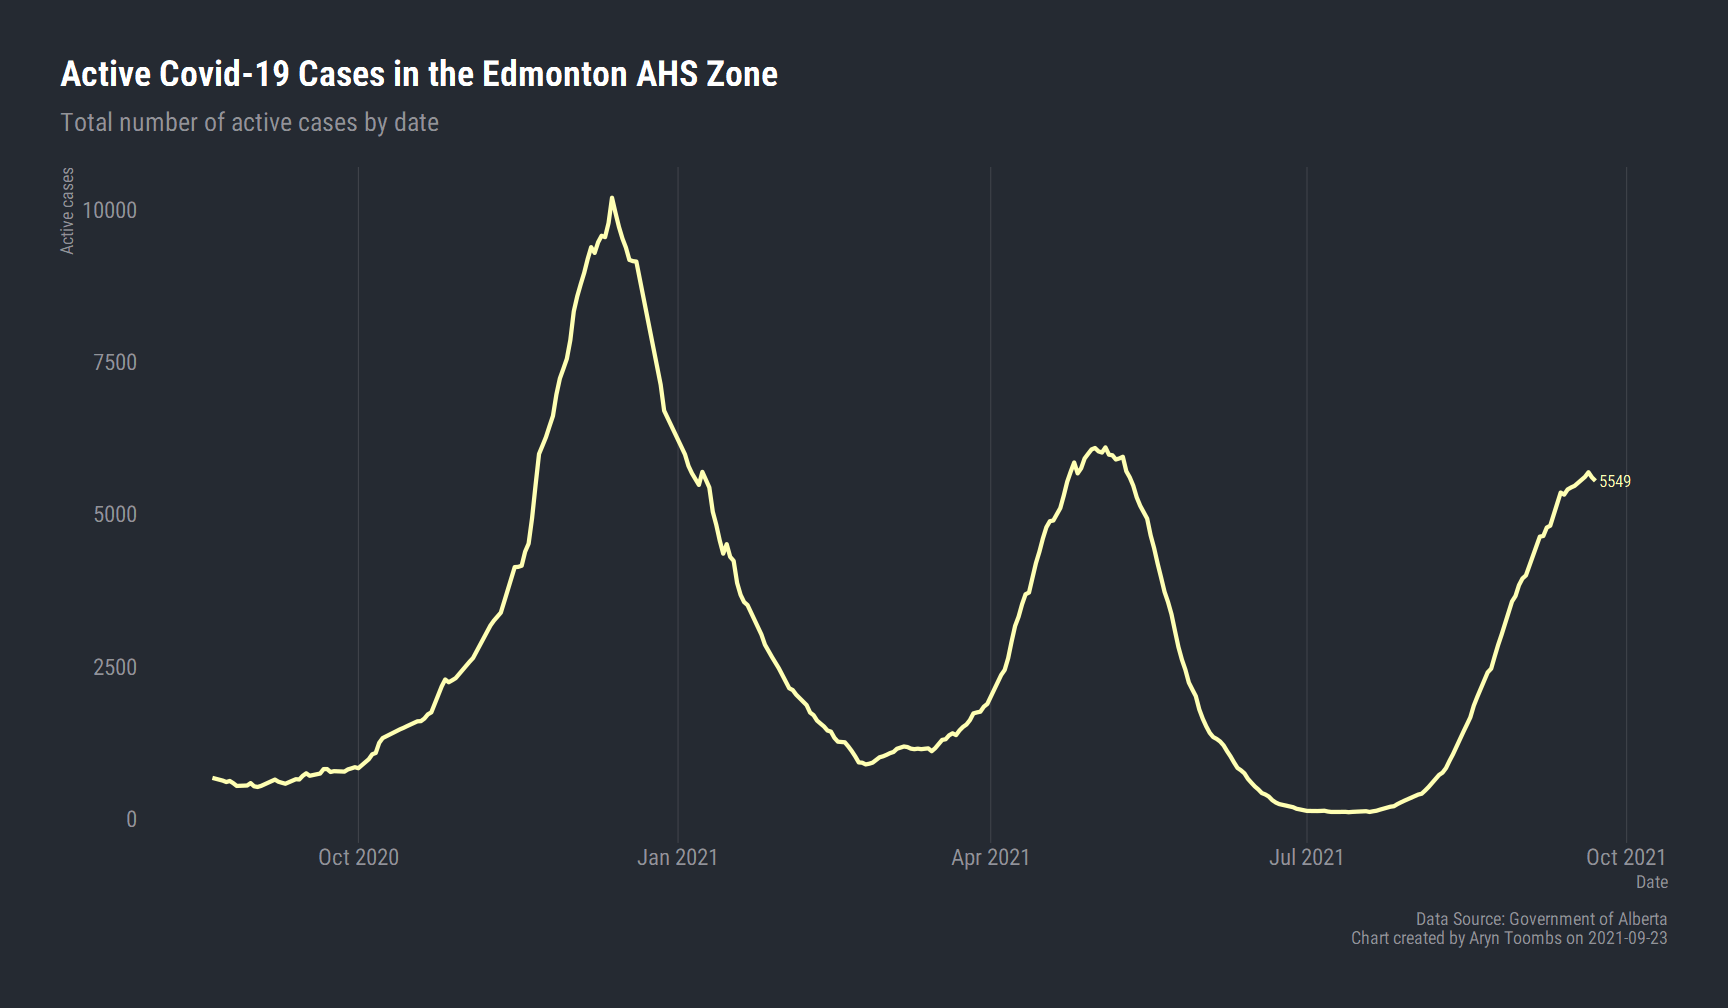 Active Covid-19 Cases in the Edmonton AHS Zone
Total number of active cases by date
Active cases
10000
7500
5000
2500
0
5549
Oct 2020
Jan 2021
Apr 2021
Jul 2021
Oct 2021
Date
Data Source: Government of Alberta
Chart created by Aryn Toombs on 2021-09-23